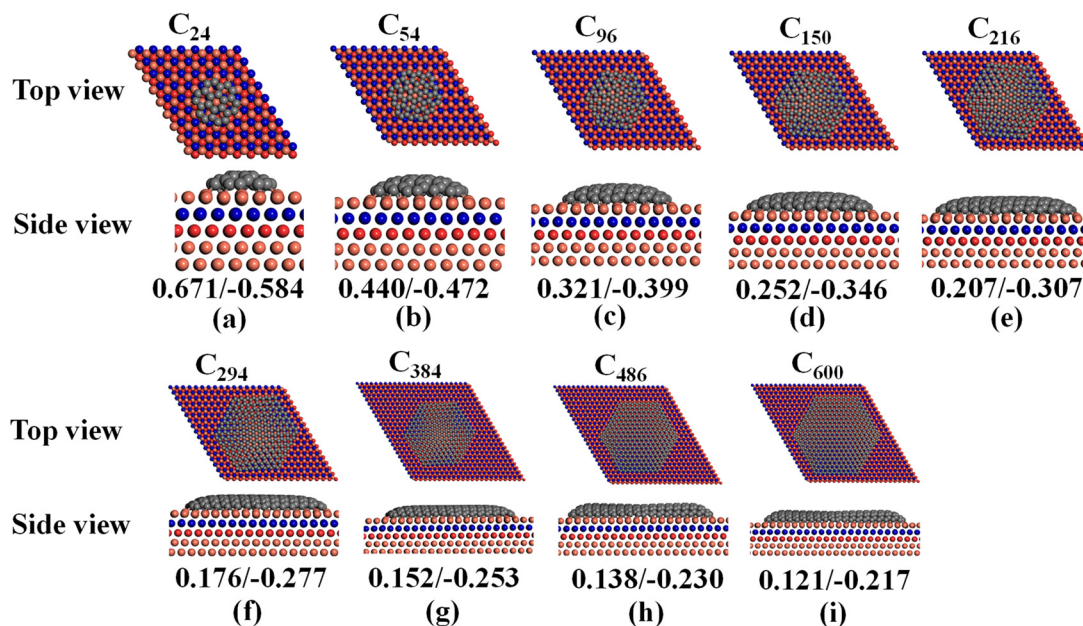 C24 C54 C96 C150 C216
Top view
Side view
0.671/-0.584 0.440/-0.472 0.321/-0.399 0.252/-0.346 0.207/-0.307
(a) (b) (c) (d) (e)
C294 C384 C486 C600
Top view
Side view
0.176/-0.277 0.152/-0.253 0.138/-0.230 0.121/-0.217
(f) (g) (h) (i)